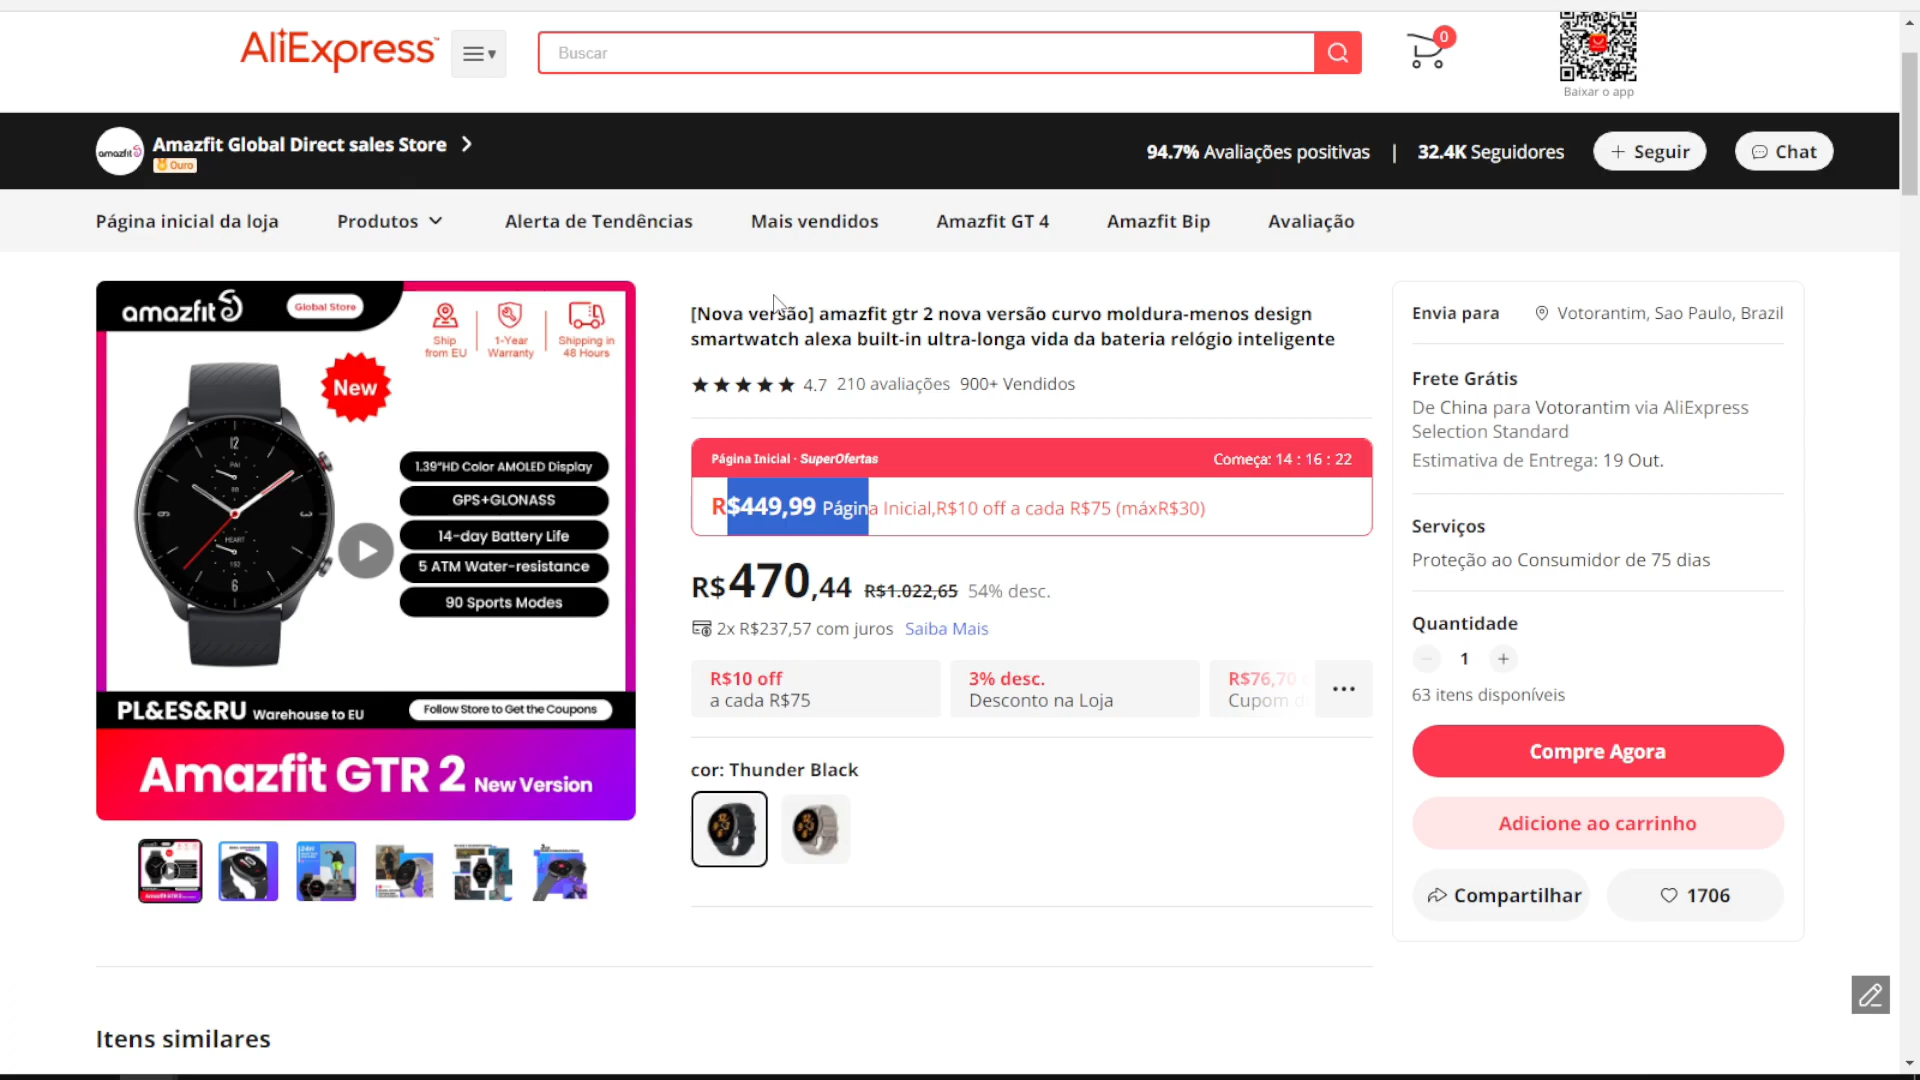 AliExpress
Buscar
0
Baixar o app
amazfit
Amazfit Global Direct sales Store
Ouro
94.7% Avaliações positivas | 32.4K Seguidores
+ Seguir
Chat
Página inicial da loja
Produtos
Alerta de Tendências
Mais vendidos
Amazfit GT 4
Amazfit Bip
Avaliação
amazfit
Global Store
Ship from EU
1-Year Warranty
Shipping in 48 Hours
New
12
PAI
HEART
6
1.39"HD Color AMOLED Display
GPS+GLONASS
14-day Battery Life
5 ATM Water-resistance
90 Sports Modes
PL&ES&RU Warehouse to EU
Follow Store to Get the Coupons
Amazfit GTR 2 New Version
[Nova versão] amazfit gtr 2 nova versão curvo moldura-menos design
smartwatch alexa built-in ultra-longa vida da bateria relógio inteligente
4.7 210 avaliações 900+ Vendidos
Página Inicial · SuperOfertas
Começa: 14 : 16 : 22
R$449,99 Página Inicial,R$10 off a cada R$75 (máxR$30)
R$470,44 R$1.022,65 54% desc.
2x R$237,57 com juros Saiba Mais
R$10 off
a cada R$75
3% desc.
Desconto na Loja
R$76,70
Cupom
...
cor: Thunder Black
Envia para
Votorantim, Sao Paulo, Brazil
Frete Grátis
De China para Votorantim via AliExpress
Selection Standard
Estimativa de Entrega: 19 Out.
Serviços
Proteção ao Consumidor de 75 dias
Quantidade
- 1 +
63 itens disponíveis
Compre Agora
Adicione ao carrinho
Compartilhar
1706
Itens similares